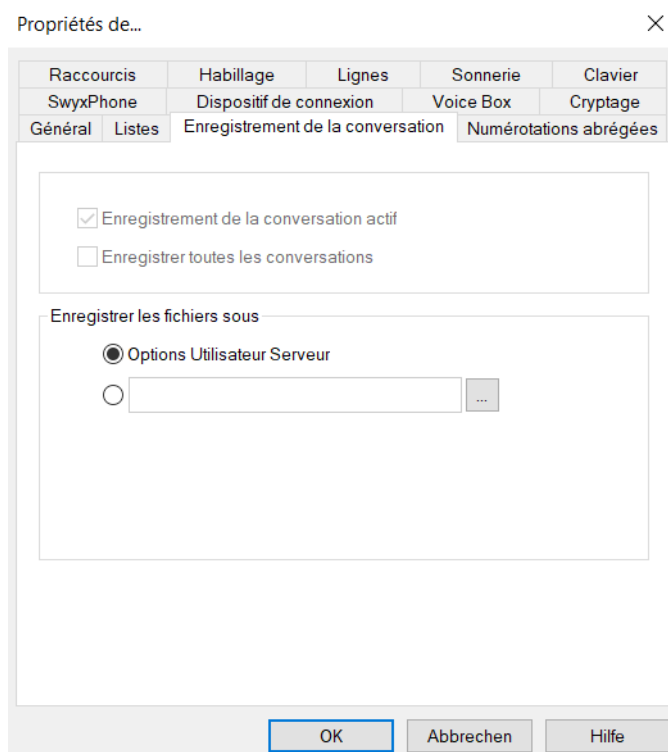 Propriétés de...
Raccourcis Habillage Lignes Sonnerie Clavier
SwyxPhone Dispositif de connexion Voice Box Cryptage
Général Listes Enregistrement de la conversation Numérotations abrégées
Enregistrement de la conversation actif
Enregistrer toutes les conversations
Enregistrer les fichiers sous
Options Utilisateur Serveur
...
OK Abbrechen Hilfe